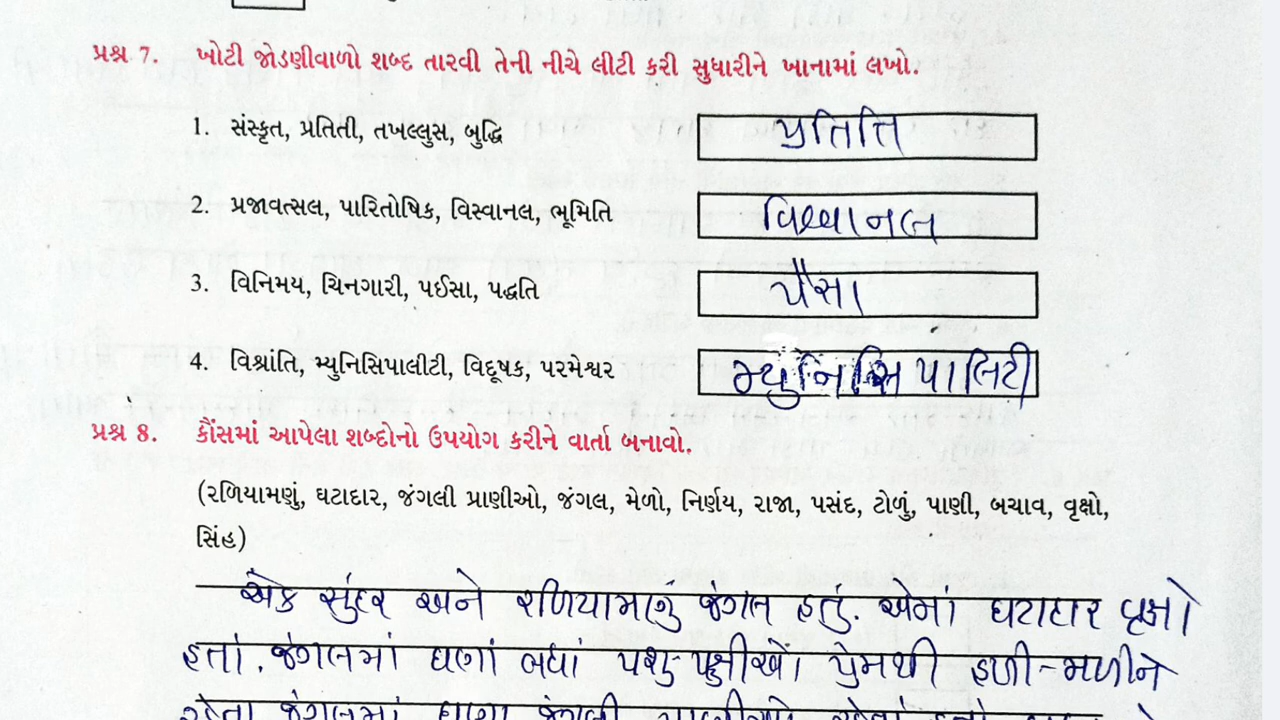 પ્રશ્ન 7. ખોટી જોડણીવાળો શબ્દ તારવી તેની નીચે લીટી કરી સુધારીને ખાનામાં લખો.
1. સંસ્કૃત, પ્રતિતી, તખલ્લુસ, બુદ્ધિ પ્રતિતિ
2. પ્રજાવત્સલ, પારિતોષિક, વિસ્વાનલ, ભૂમિતિ વિશ્વાનલ
3. વિનિમય, ચિનગારી, પઈસા, પદ્ધતિ પૈસા
4. વિશ્રાંતિ, મ્યુનિસિપાલીટી, વિદૂષક, પરમેશ્વર મ્યુનિસિપાલિટી
પ્રશ્ન 8. કૌંસમાં આપેલા શબ્દોનો ઉપયોગ કરીને વાર્તા બનાવો.
(રળિયામણું, ઘટાદાર, જંગલી પ્રાણીઓ, જંગલ, મેળો, નિર્ણય, રાજા, પસંદ, ટોળું, પાણી, બચાવ, વૃક્ષો,
સિંહ)
એક સુંદર અને રળિયામણું જંગલ હતું. એમાં ઘટાદાર વૃક્ષો
હતાં. જંગલમાં ઘણાં બધાં પશુ-પક્ષીઓ પ્રેમથી હળી-મળીને
જંગલમાં ઘણા જંગલી